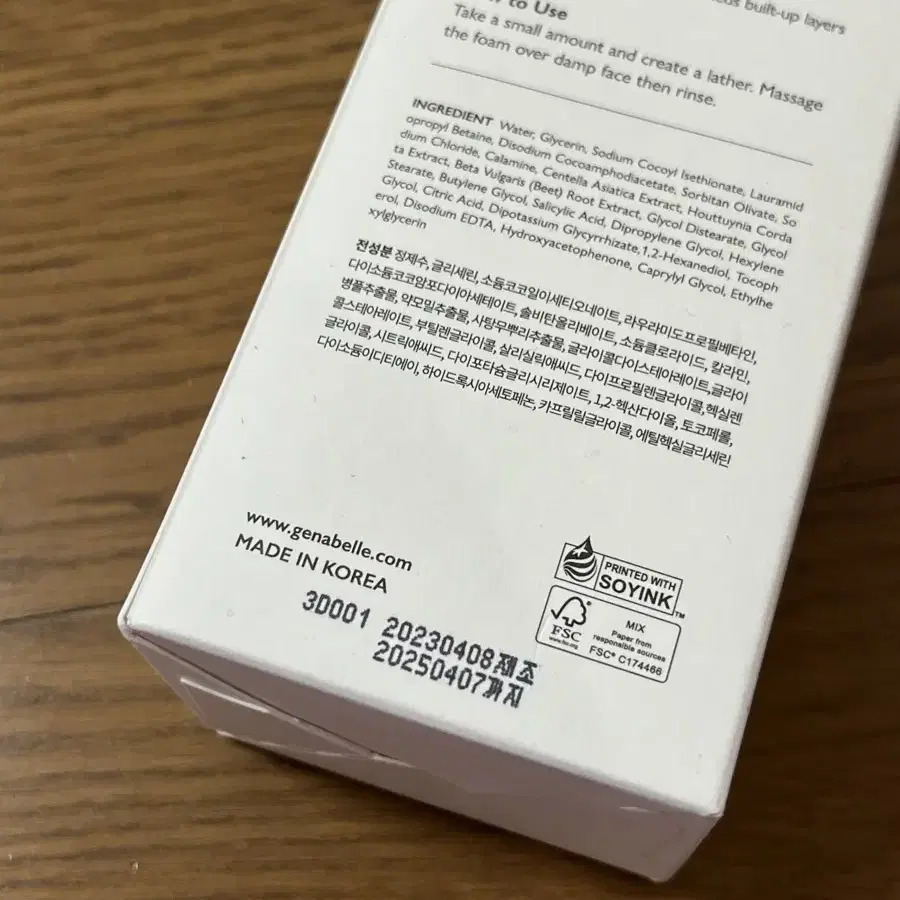 to Use
built-up layers
Take a small amount and create a lather. Massage
the foam over damp face then rinse.
INGREDIENT Water, Glycerin, Sodium Cocoyl Isethionate, Lauramid
opropyl Betaine, Disodium Cocoamphodiacetate, Sorbitan Olivate, So
dium Chloride, Calamine, Centella Asiatica Extract, Houttuynia Corda
ta Extract, Beta Vulgaris (Beet) Root Extract, Glycol Distearate, Glycol
Stearate, Butylene Glycol, Salicylic Acid, Dipropylene Glycol, Hexylene
Glycol, Citric Acid, Dipotassium Glycyrrhizate,1,2-Hexanediol, Tocoph
erol, Disodium EDTA, Hydroxyacetophenone, Caprylyl Glycol, Ethylhe
xylglycerin
전성분 정제수, 글리세린, 소듐코코일이세티오네이트, 라우라미도프로필베타인,
다이소듐코코암포다이아세테이트, 솔비탄올리베이트, 소듐클로라이드, 칼라민,
병풀추출물, 약모밀추출물, 사탕무뿌리추출물, 글라이콜다이스테아레이트,글라이
콜스테아레이트, 부틸렌글라이콜, 살리실릭애씨드, 다이프로필렌글라이콜,헥실렌
글라이콜, 시트릭애씨드, 다이포타슘글리시리제이트, 1,2-헥산다이올, 토코페롤,
다이소듐이디티에이, 하이드록시아세토페논, 카프릴릴글라이콜, 에틸헥실글리세린
www.genabelle.com
MADE IN KOREA
3D001 20230408제조
20250407까지
PRINTED WITH
SOYINK™
FSC
www.fsc.org
MIX
Paper from
responsible sources
FSC® C174466